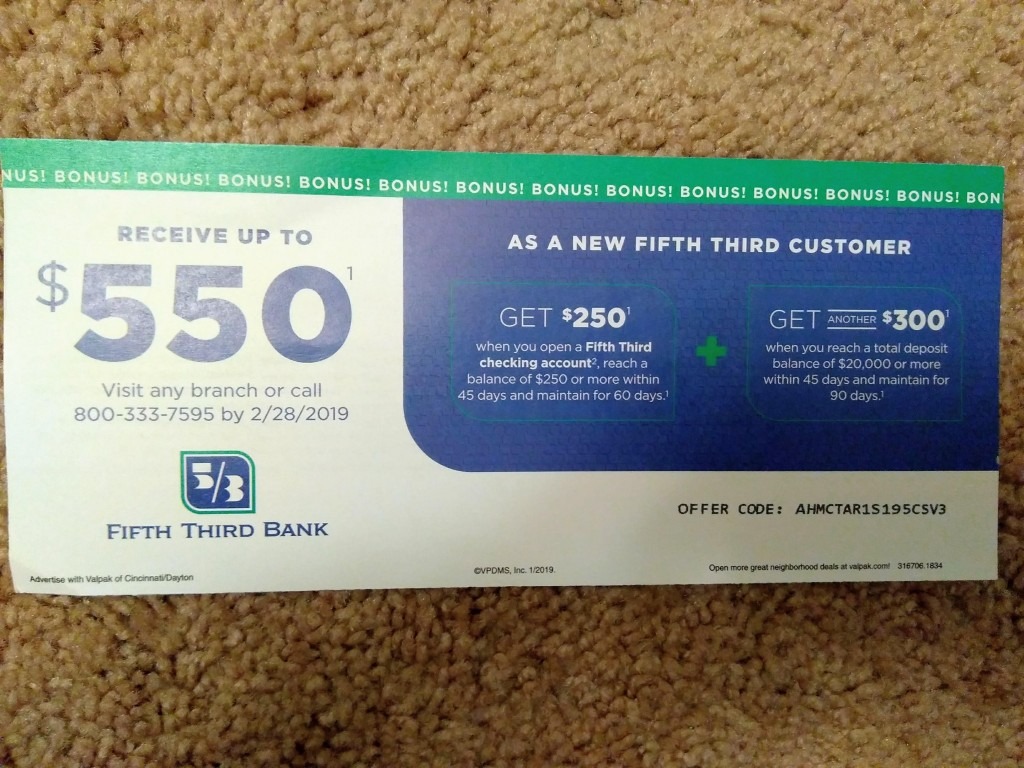 NUS! BONUS! BONUS! BONUS! BONUS! BONUS! BONUS! BONUS! BONUS! BONUS! BONUS! BONUS! BONUS! BON
RECEIVE UP TO
$550¹
Visit any branch or call
800-333-7595 by 2/28/2019
5/3
FIFTH THIRD BANK
AS A NEW FIFTH THIRD CUSTOMER
GET $250¹
when you open a Fifth Third
checking account², reach a
balance of $250 or more within
45 days and maintain for 60 days.¹
+
GET ANOTHER $300¹
when you reach a total deposit
balance of $20,000 or more
within 45 days and maintain for
90 days.¹
OFFER CODE: AHMCTAR1S195CSV3
Advertise with Valpak of Cincinnati/Dayton
©VPDMS, Inc. 1/2019.
Open more great neighborhood deals at valpak.com! 316706.1834